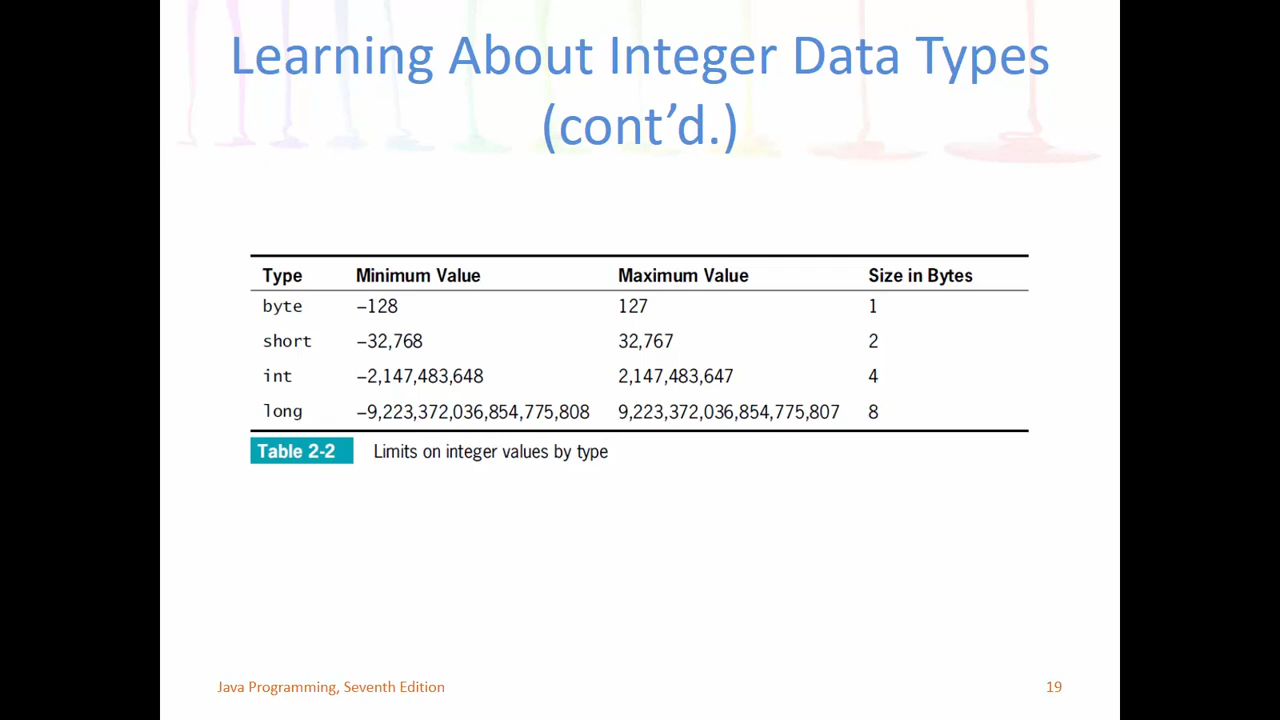 Learning About Integer Data Types
(cont’d.)
Type Minimum Value Maximum Value Size in Bytes
byte –128 127 1
short –32,768 32,767 2
int –2,147,483,648 2,147,483,647 4
long –9,223,372,036,854,775,808 9,223,372,036,854,775,807 8
Table 2-2 Limits on integer values by type
Java Programming, Seventh Edition 19